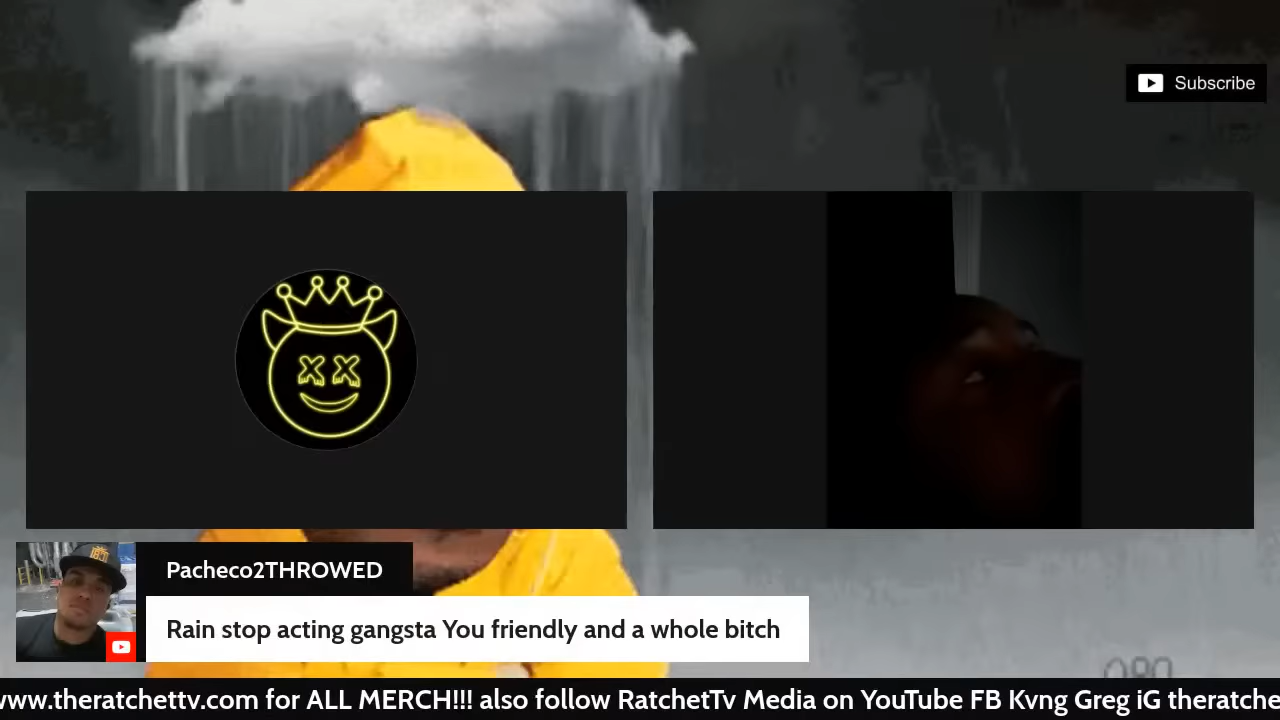 Subscribe
Pacheco2THROWED
Rain stop acting gangsta You friendly and a whole bitch
www.theratchettv.com for ALL MERCH!!! also follow RatchetTv Media on YouTube FB Kvng Greg iG theratche